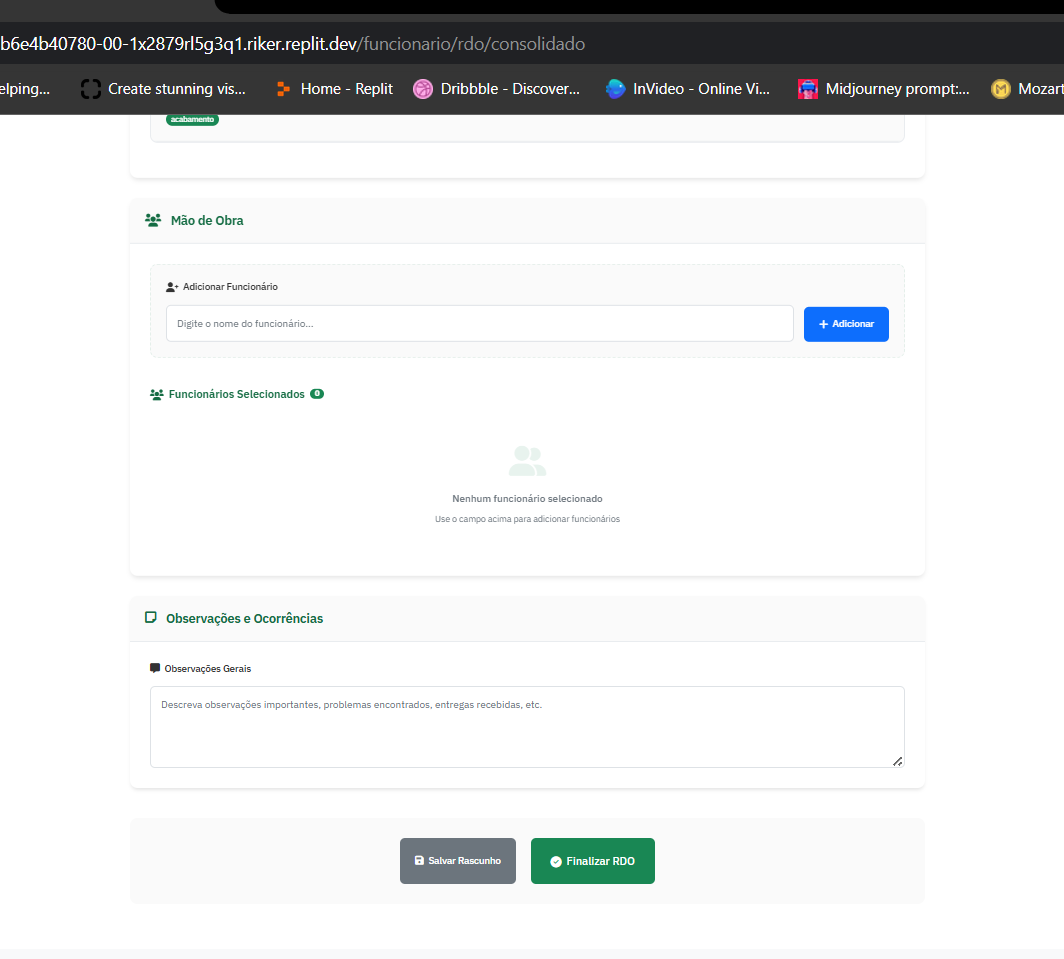 b6e4b40780-00-1x2879rl5g3q1.riker.replit.dev/funcionario/rdo/consolidado
elping... Create stunning vis... Home - Replit Dribbble - Discover... InVideo - Online Vi... Midjourney prompt:... Mozart
acabamento
Mão de Obra
Adicionar Funcionário
Digite o nome do funcionário...
+ Adicionar
Funcionários Selecionados 0
Nenhum funcionário selecionado
Use o campo acima para adicionar funcionários
Observações e Ocorrências
Observações Gerais
Descreva observações importantes, problemas encontrados, entregas recebidas, etc.
Salvar Rascunho Finalizar RDO